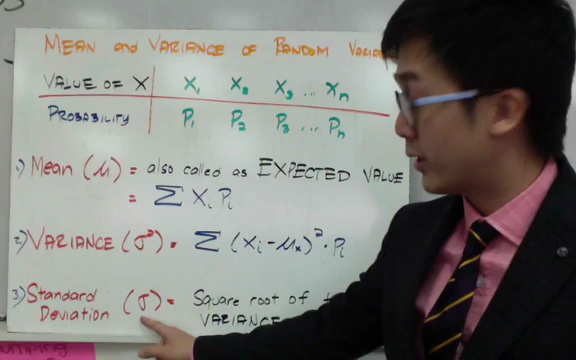 MEAN and VARIANCE OF RANDOM
VALUE OF X X₁ X₂ X₃ ... Xₙ
PROBABILITY P₁ P₂ P₃ ... Pₙ
1.) Mean (μ) = also called as EXPECTED VALUE
= Σ Xᵢ Pᵢ
2.) VARIANCE (σ²) = Σ (Xᵢ - μₓ)² · Pᵢ
3.) Standard Deviation (σ) = Square root of
VARIANCE